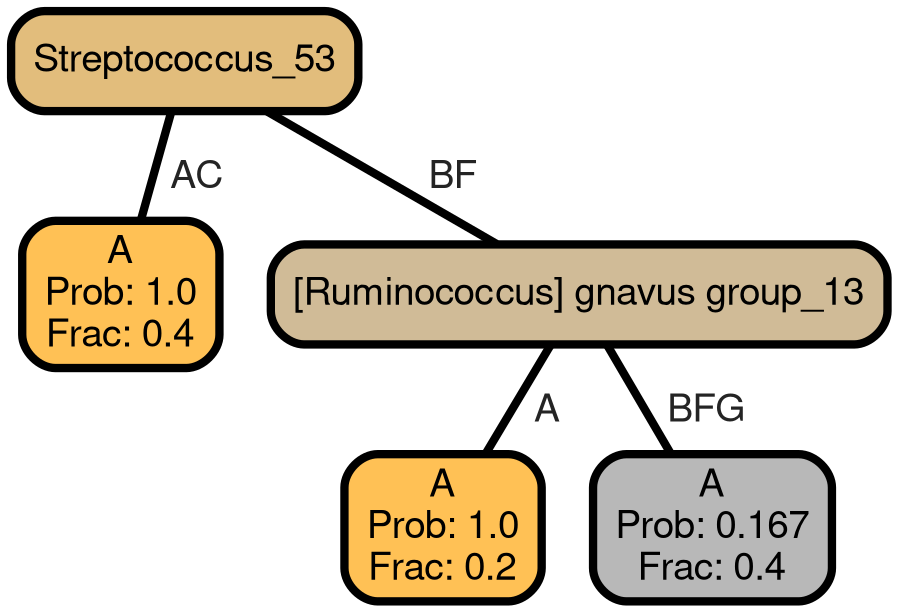 Streptococcus_53
AC
BF
A
Prob: 1.0
Frac: 0.4
[Ruminococcus] gnavus group_13
A
BFG
A
Prob: 1.0
Frac: 0.2
A
Prob: 0.167
Frac: 0.4